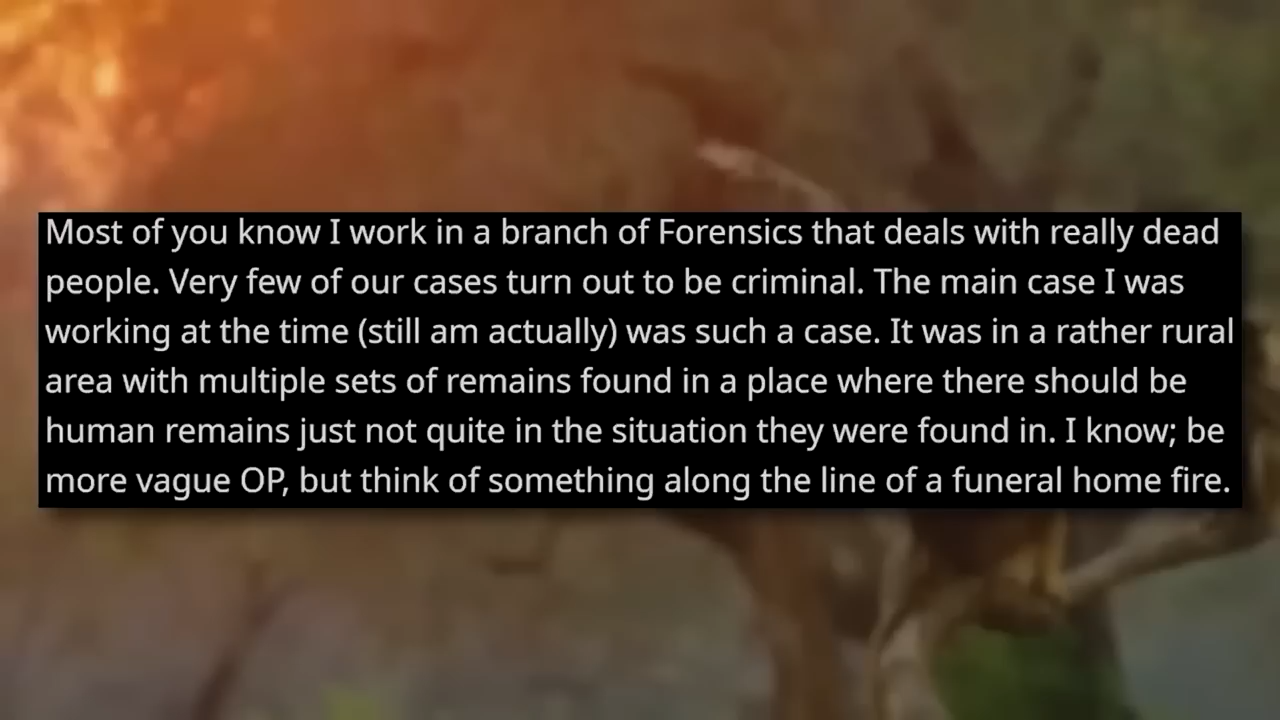 Most of you know I work in a branch of Forensics that deals with really dead
people. Very few of our cases turn out to be criminal. The main case I was
working at the time (still am actually) was such a case. It was in a rather rural
area with multiple sets of remains found in a place where there should be
human remains just not quite in the situation they were found in. I know; be
more vague OP, but think of something along the line of a funeral home fire.